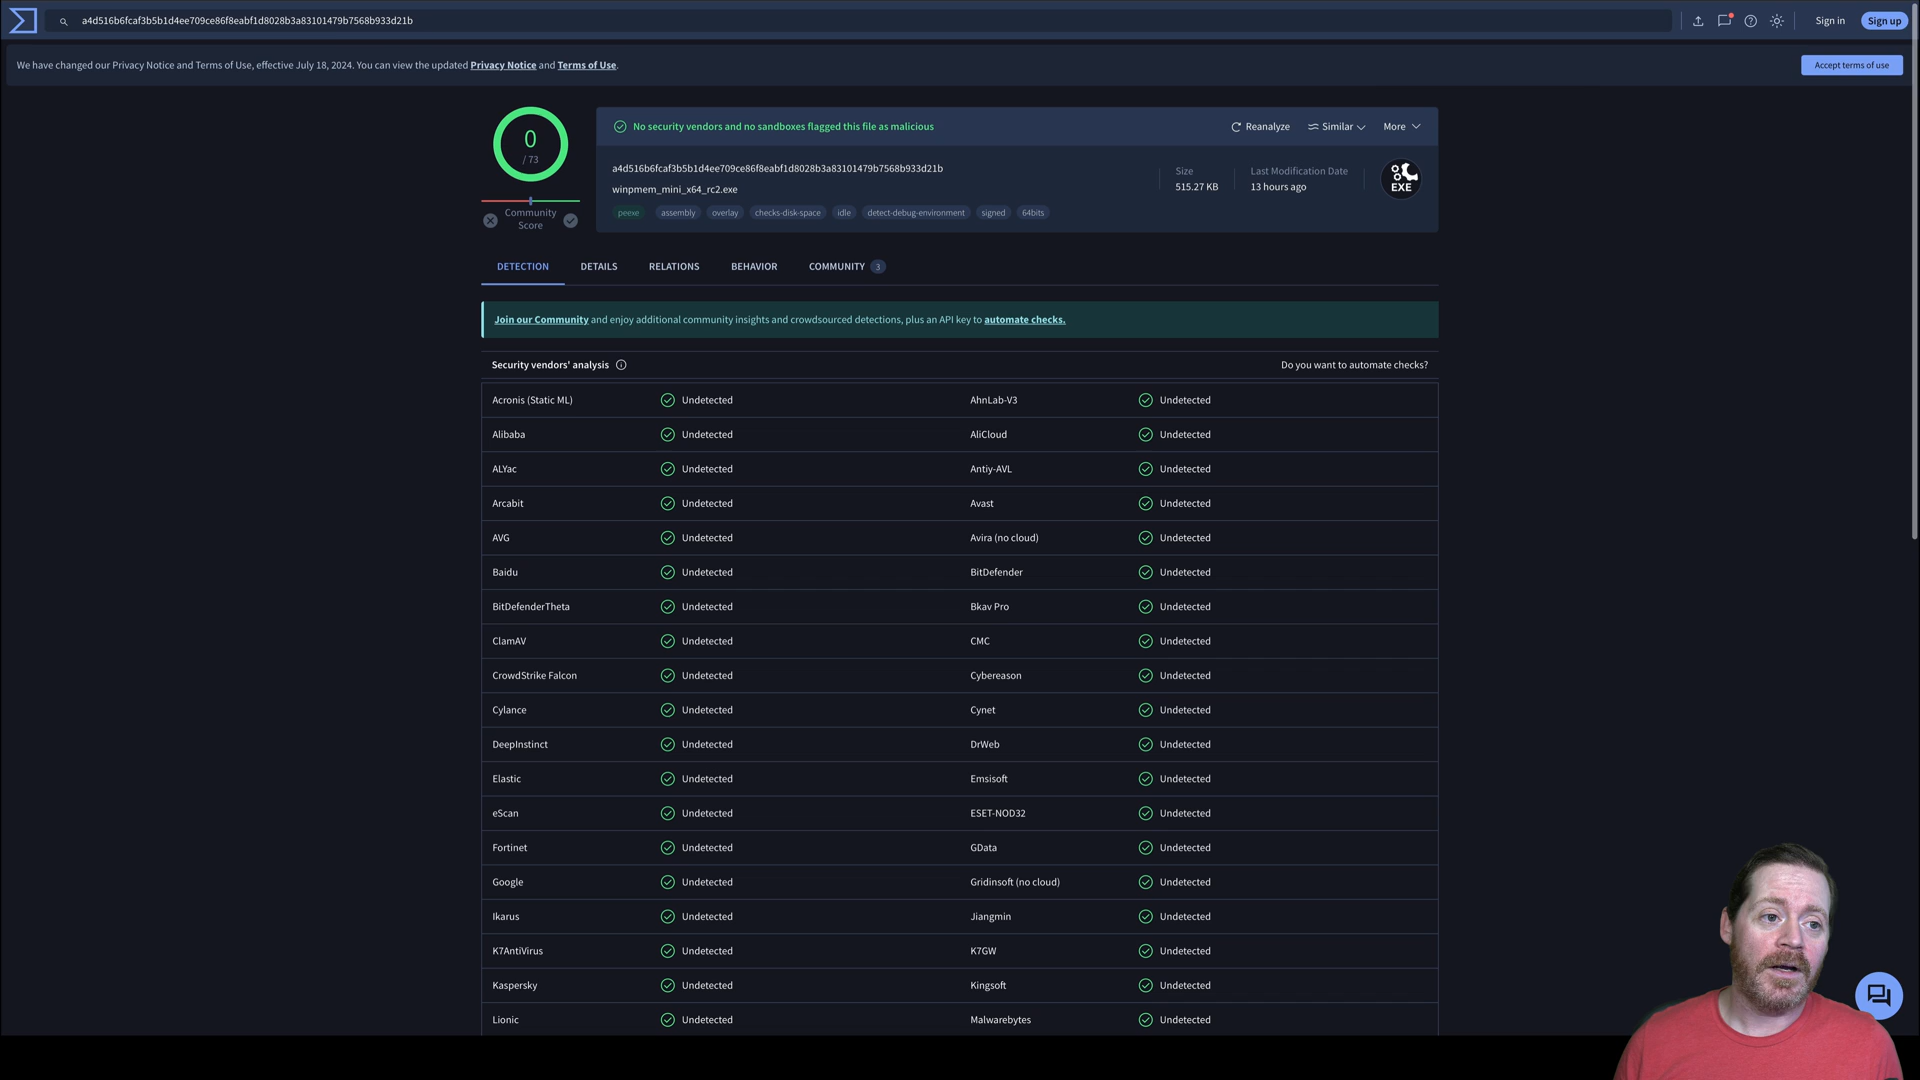 a4d516b6fcaf3b5b1d4ee709ce86f8eabf1d8028b3a83101479b7568b933d21b
Sign in
Sign up
We have changed our Privacy Notice and Terms of Use, effective July 18, 2024. You can view the updated Privacy Notice and Terms of Use.
Accept terms of use
0
/ 73
Community
Score
No security vendors and no sandboxes flagged this file as malicious
Reanalyze
Similar
More
a4d516b6fcaf3b5b1d4ee709ce86f8eabf1d8028b3a83101479b7568b933d21b
winpmem_mini_x64_rc2.exe
peexe
assembly
overlay
checks-disk-space
idle
detect-debug-environment
signed
64bits
Size
515.27 KB
Last Modification Date
13 hours ago
EXE
DETECTION
DETAILS
RELATIONS
BEHAVIOR
COMMUNITY
3
Join our Community and enjoy additional community insights and crowdsourced detections, plus an API key to automate checks.
Security vendors' analysis
Do you want to automate checks?
Acronis (Static ML) Undetected AhnLab-V3 Undetected
Alibaba Undetected AliCloud Undetected
ALYac Undetected Antiy-AVL Undetected
Arcabit Undetected Avast Undetected
AVG Undetected Avira (no cloud) Undetected
Baidu Undetected BitDefender Undetected
BitDefenderTheta Undetected Bkav Pro Undetected
ClamAV Undetected CMC Undetected
CrowdStrike Falcon Undetected Cybereason Undetected
Cylance Undetected Cynet Undetected
DeepInstinct Undetected DrWeb Undetected
Elastic Undetected Emsisoft Undetected
eScan Undetected ESET-NOD32 Undetected
Fortinet Undetected GData Undetected
Google Undetected Gridinsoft (no cloud) Undetected
Ikarus Undetected Jiangmin Undetected
K7AntiVirus Undetected K7GW Undetected
Kaspersky Undetected Kingsoft Undetected
Lionic Undetected Malwarebytes Undetected